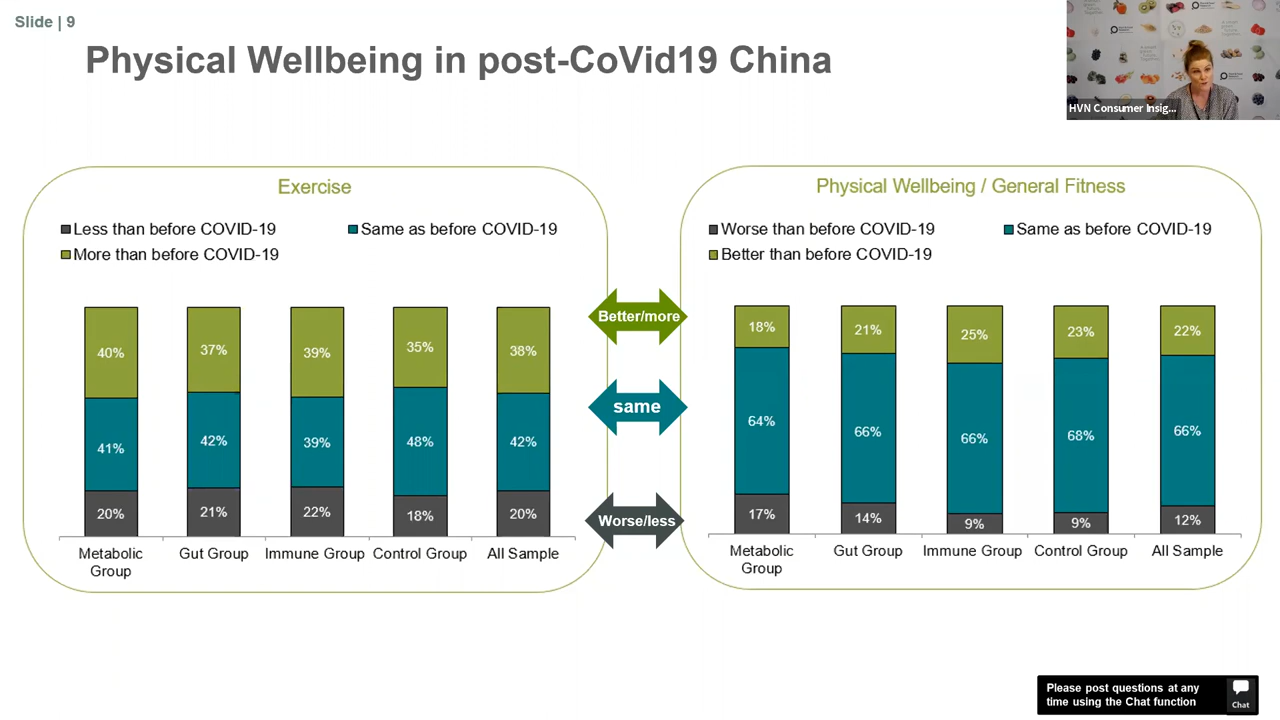 Slide | 9
Physical Wellbeing in post-CoVid19 China
HVN Consumer Insig...
Exercise
Less than before COVID-19
Same as before COVID-19
More than before COVID-19
40%
37%
39%
35%
38%
41%
42%
39%
48%
42%
20%
21%
22%
18%
20%
Metabolic
Group
Gut Group
Immune Group
Control Group
All Sample
Better/more
same
Worse/less
Physical Wellbeing / General Fitness
Worse than before COVID-19
Same as before COVID-19
Better than before COVID-19
18%
21%
25%
23%
22%
64%
66%
66%
68%
66%
17%
14%
9%
9%
12%
Metabolic
Group
Gut Group
Immune Group
Control Group
All Sample
Please post questions at any
time using the Chat function
Chat